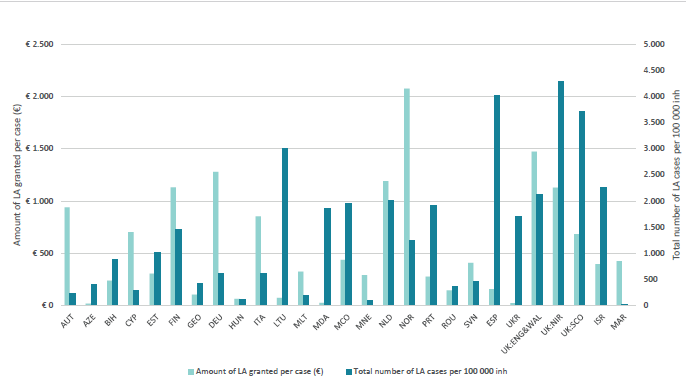 € 2.500
€ 2.000
€ 1.500
€ 1.000
€ 500
€ 0
Amount of LA granted per case (€)
5.000
4.500
4.000
3.500
3.000
2.500
2.000
1.500
1.000
500
0
Total number of LA cases per 100 000 inh
AUT
AZE
BIH
CYP
EST
FIN
GEO
DEU
HUN
ITA
LTU
MLT
MDA
MCO
MNE
NLD
NOR
PRT
ROU
SVN
ESP
UKR
UK:ENG&WAL
UK:NIR
UK:SCO
ISR
MAR
Amount of LA granted per case (€)
Total number of LA cases per 100 000 inh